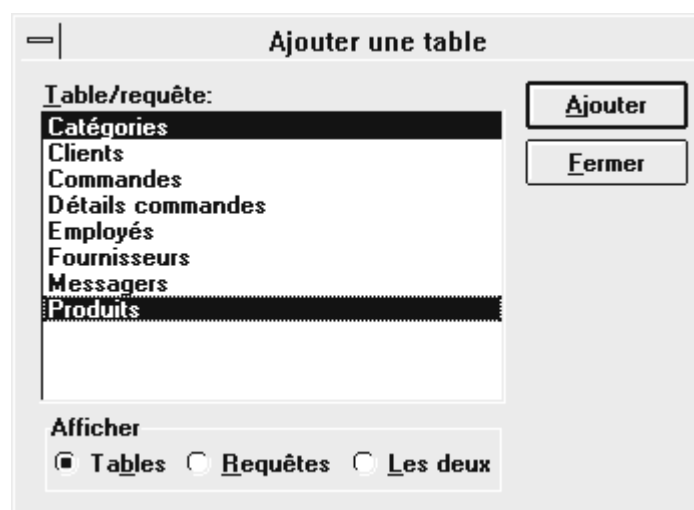 Ajouter une table
Table/requête:
Catégories
Clients
Commandes
Détails commandes
Employés
Fournisseurs
Messagers
Produits
Ajouter
Fermer
Afficher
Tables Requêtes Les deux